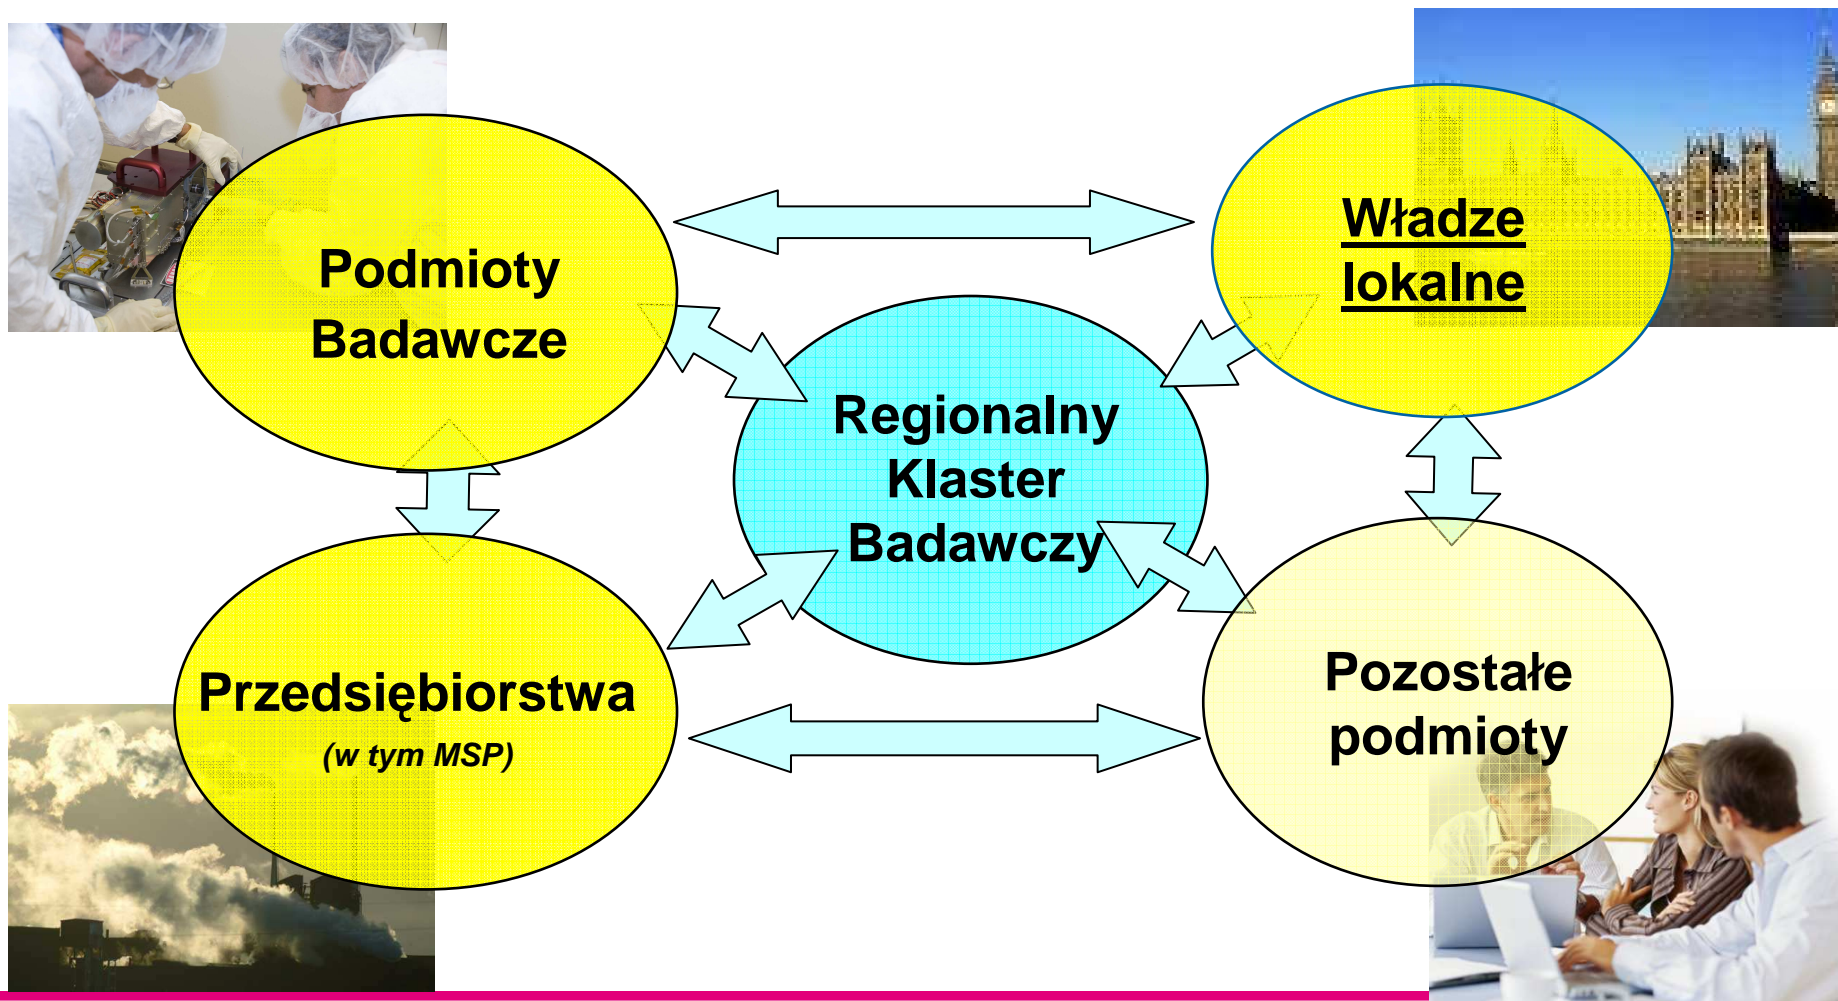 Podmioty
Badawcze
Władze
lokalne
Regionalny
Klaster
Badawczy
Przedsiębiorstwa
(w tym MSP)
Pozostałe
podmioty